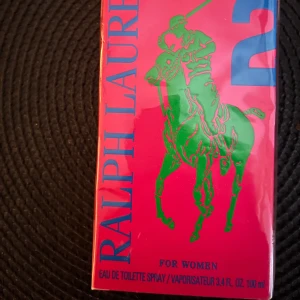 RALPH LAURE
2
FOR WOMEN
EAU DE TOILETTE SPRAY / VAPORISATEUR 3.4 FL. OZ. 100 ml